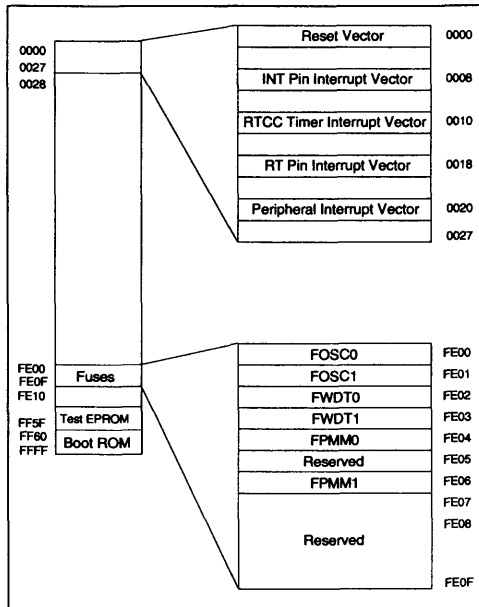 0000
0027
0028
Reset Vector 0000
INT Pin Interrupt Vector 0008
RTCC Timer Interrupt Vector 0010
RT Pin Interrupt Vector 0018
Peripheral Interrupt Vector 0020
0027
FE00
FE0F
FE10
FF5F
FF60
FFFF
Fuses
Test EPROM
Boot ROM
FOSC0 FE00
FOSC1 FE01
FWDT0 FE02
FWDT1 FE03
FPMM0 FE04
Reserved FE05
FPMM1 FE06
FE07
FE08
Reserved
FE0F